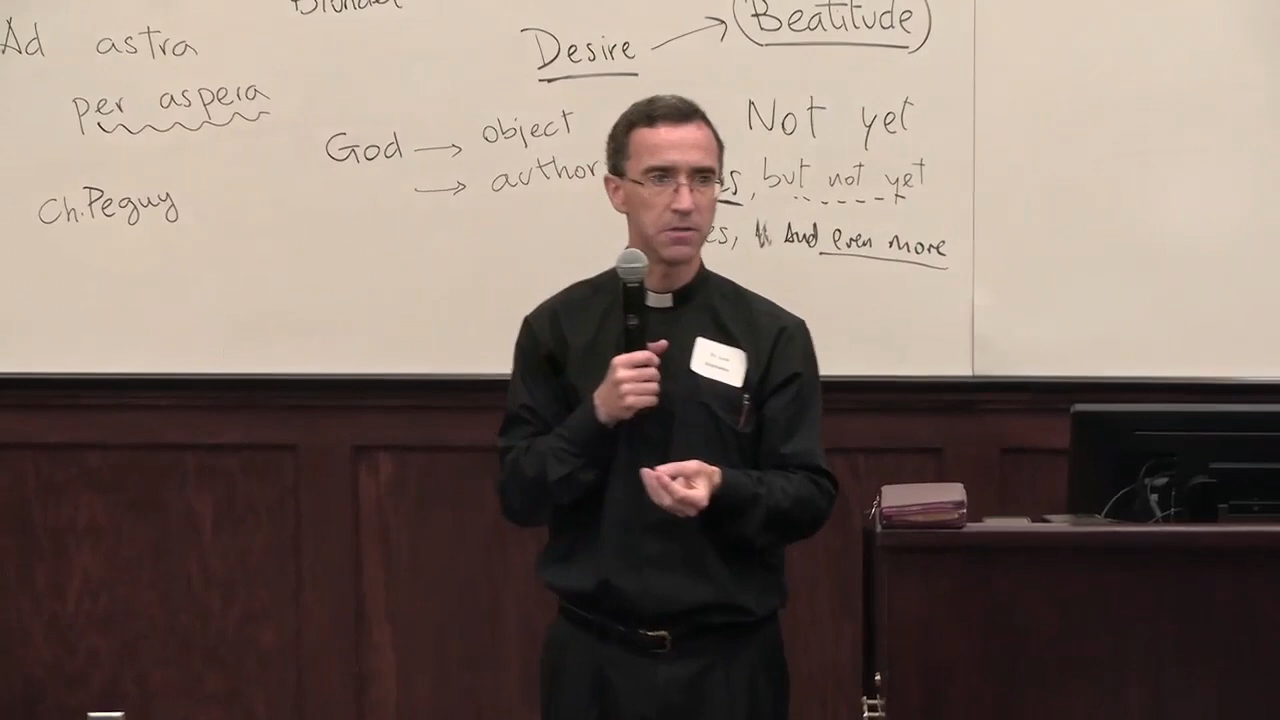 Blondel
Ad astra
per aspera
Ch. Peguy
Desire → Beatitude
God → object
→ author
Not yet
, but not yet
, And even more